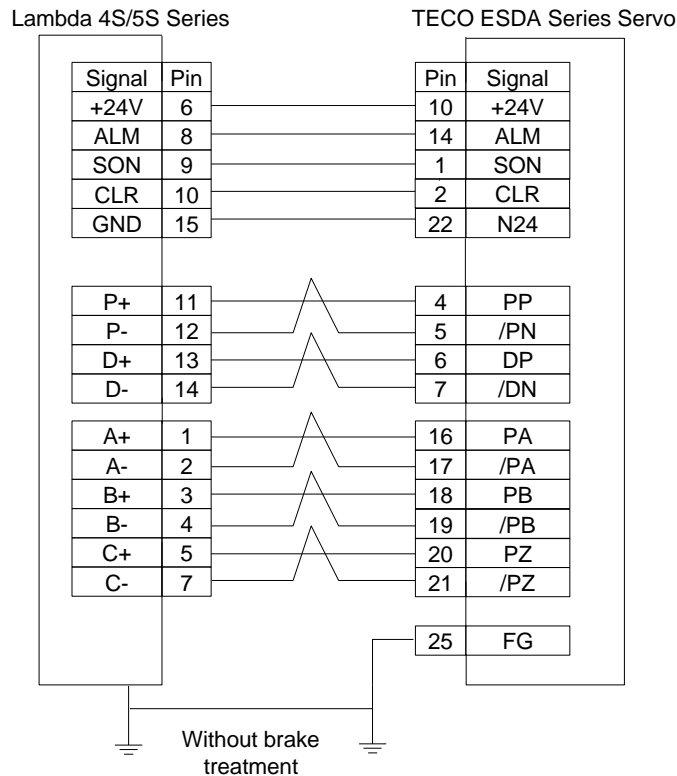 Lambda 4S/5S Series TECO ESDA Series Servo
Signal Pin Pin Signal
+24V 6 10 +24V
ALM 8 14 ALM
SON 9 1 SON
CLR 10 2 CLR
GND 15 22 N24
P+ 11 4 PP
P- 12 5 /PN
D+ 13 6 DP
D- 14 7 /DN
A+ 1 16 PA
A- 2 17 /PA
B+ 3 18 PB
B- 4 19 /PB
C+ 5 20 PZ
C- 7 21 /PZ
25 FG
Without brake
treatment